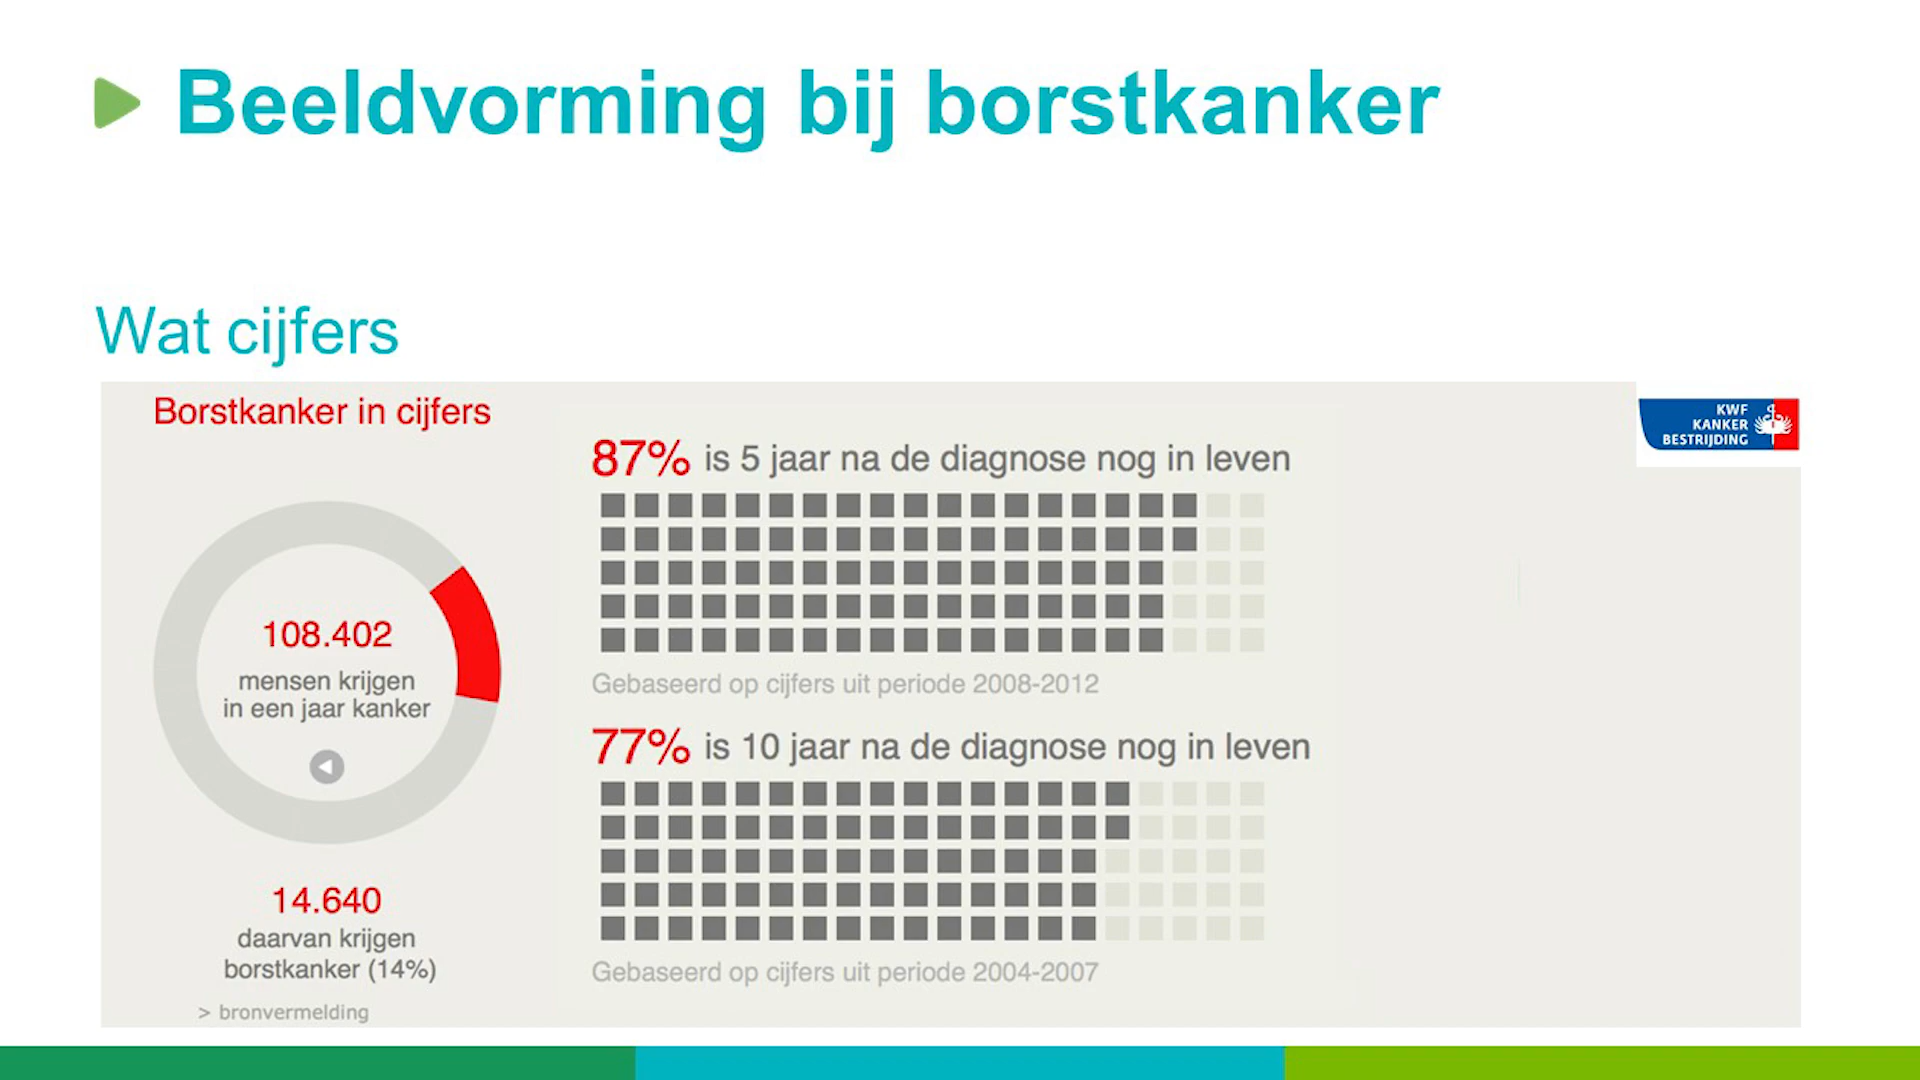 Beeldvorming bij borstkanker
Wat cijfers
Borstkanker in cijfers
KWF
KANKER
BESTRIJDING
108.402
mensen krijgen
in een jaar kanker
14.640
daarvan krijgen
borstkanker (14%)
> bronvermelding
87% is 5 jaar na de diagnose nog in leven
Gebaseerd op cijfers uit periode 2008-2012
77% is 10 jaar na de diagnose nog in leven
Gebaseerd op cijfers uit periode 2004-2007